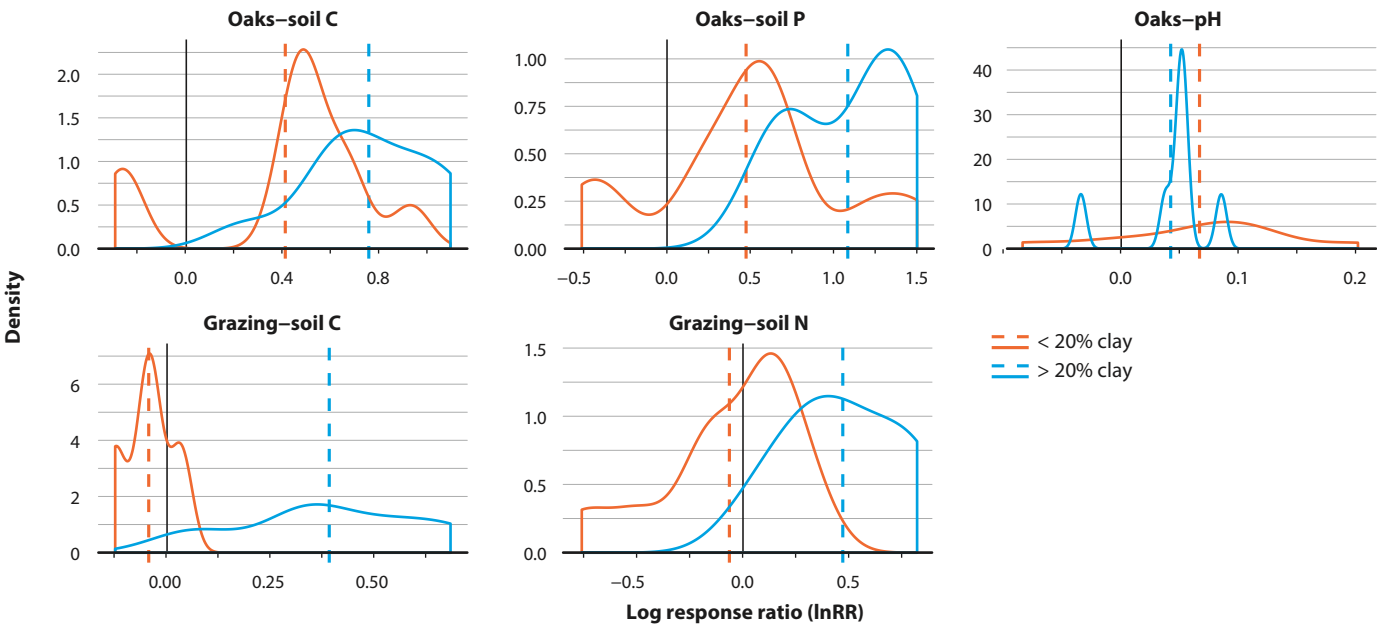 Oaks–soil C
Oaks–soil P
Oaks–pH
2.0
1.5
1.0
0.5
0.0
0.0 0.4 0.8
1.00
0.75
0.50
0.25
0.00
−0.5 0.0 0.5 1.0 1.5
40
30
20
10
0
0.0 0.1 0.2
Density
Grazing–soil C
Grazing–soil N
6
4
2
0
0.00 0.25 0.50
1.5
1.0
0.5
0.0
−0.5 0.0 0.5
< 20% clay
> 20% clay
Log response ratio (lnRR)